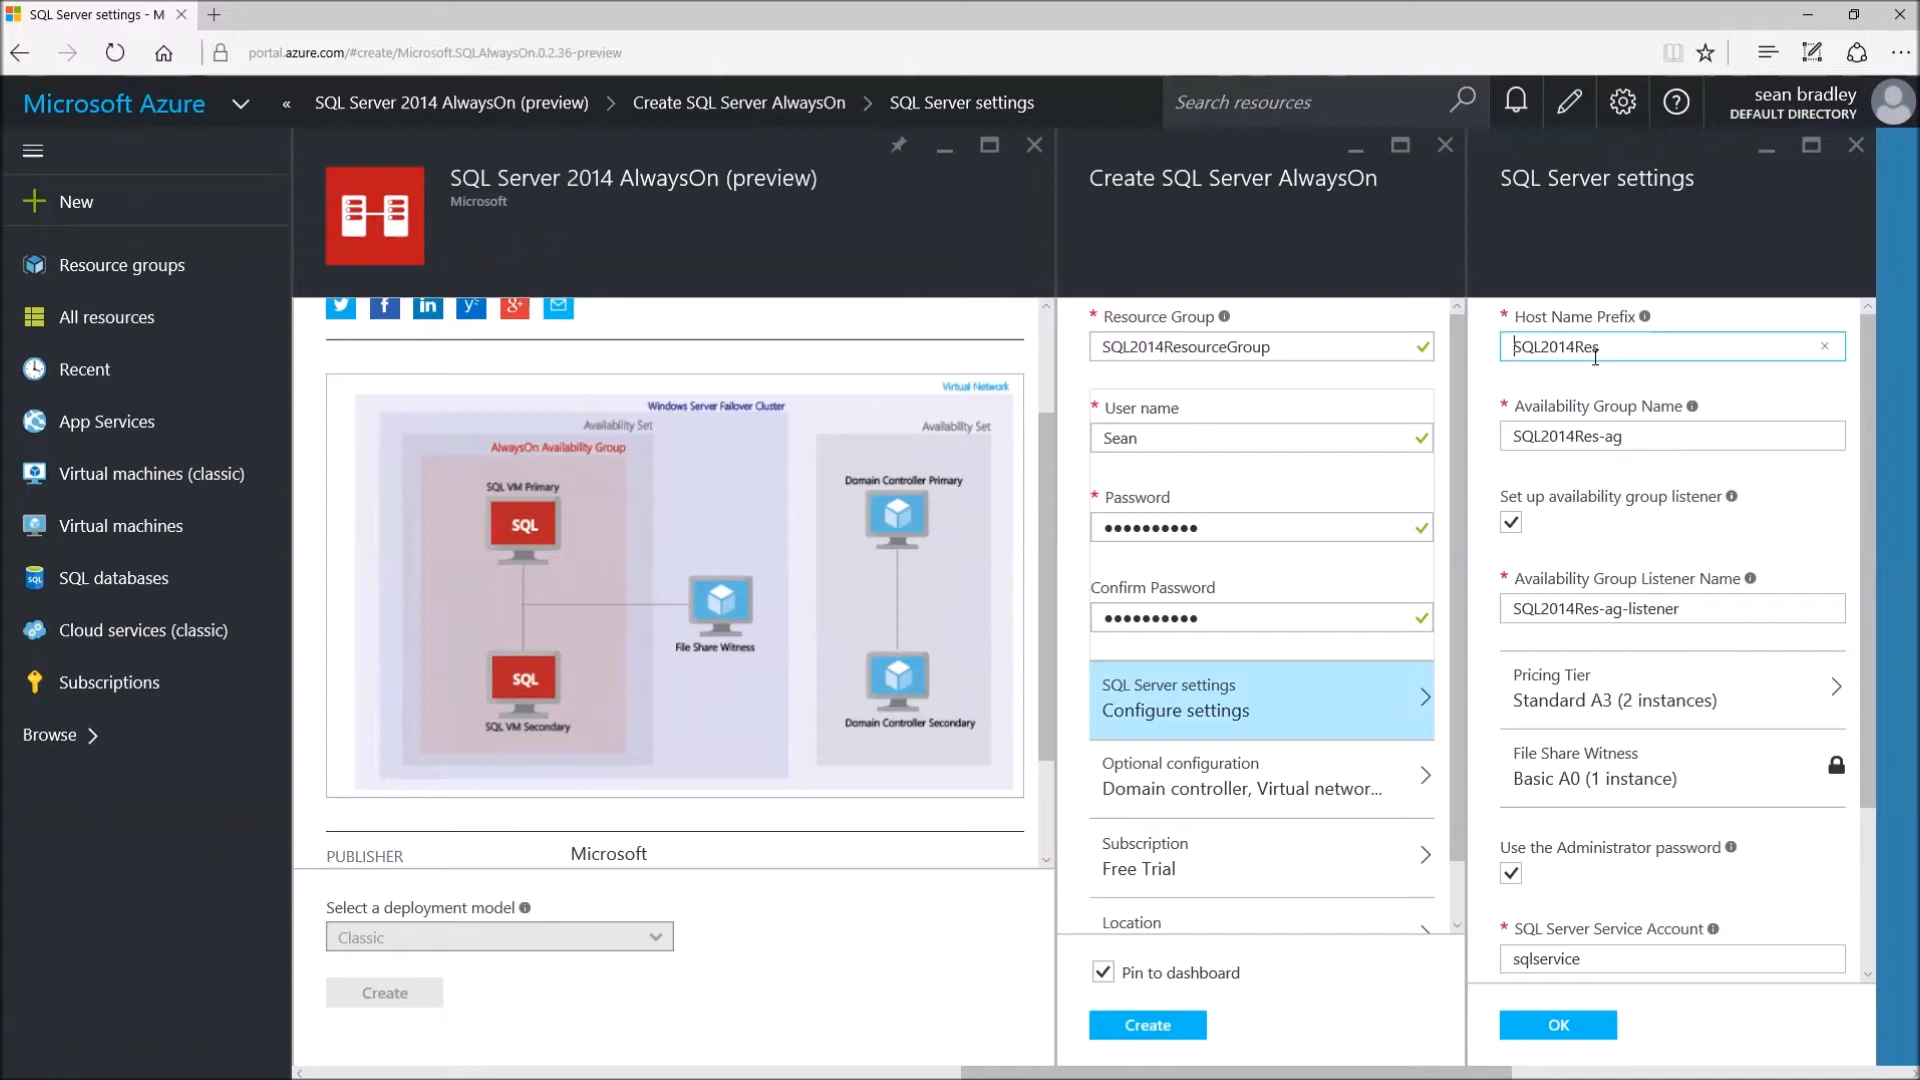 SQL Server settings - M
portal.azure.com/#create/Microsoft.SQLAlwaysOn.0.2.36-preview
Microsoft Azure
«
SQL Server 2014 AlwaysOn (preview)
Create SQL Server AlwaysOn
SQL Server settings
Search resources
sean bradley
DEFAULT DIRECTORY
New
Resource groups
All resources
Recent
App Services
Virtual machines (classic)
Virtual machines
SQL databases
Cloud services (classic)
Subscriptions
Browse
SQL Server 2014 AlwaysOn (preview)
Microsoft
Virtual Network
Windows Server Failover Cluster
Availability Set
Availability Set
AlwaysOn Availability Group
SQL VM Primary
SQL
File Share Witness
SQL
SQL VM Secondary
Domain Controller Primary
Domain Controller Secondary
PUBLISHER
Microsoft
Select a deployment model
Classic
Create
Create SQL Server AlwaysOn
* Resource Group
SQL2014ResourceGroup
* User name
Sean
* Password
●●●●●●●●●●
Confirm Password
●●●●●●●●●●
SQL Server settings
Configure settings
Optional configuration
Domain controller, Virtual networ...
Subscription
Free Trial
Location
Pin to dashboard
Create
SQL Server settings
* Host Name Prefix
SQL2014Res
* Availability Group Name
SQL2014Res-ag
Set up availability group listener
* Availability Group Listener Name
SQL2014Res-ag-listener
Pricing Tier
Standard A3 (2 instances)
File Share Witness
Basic A0 (1 instance)
Use the Administrator password
* SQL Server Service Account
sqlservice
OK